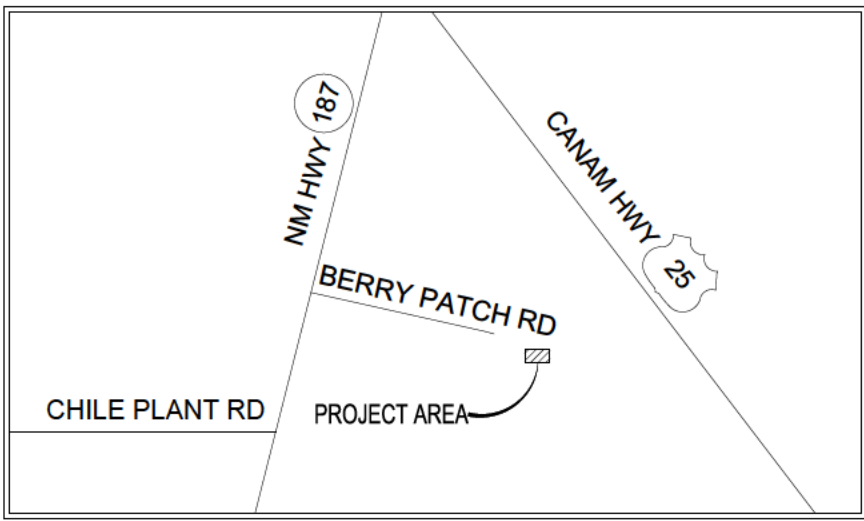 NM HWY 187
CANAM HWY 25
BERRY PATCH RD
CHILE PLANT RD
PROJECT AREA